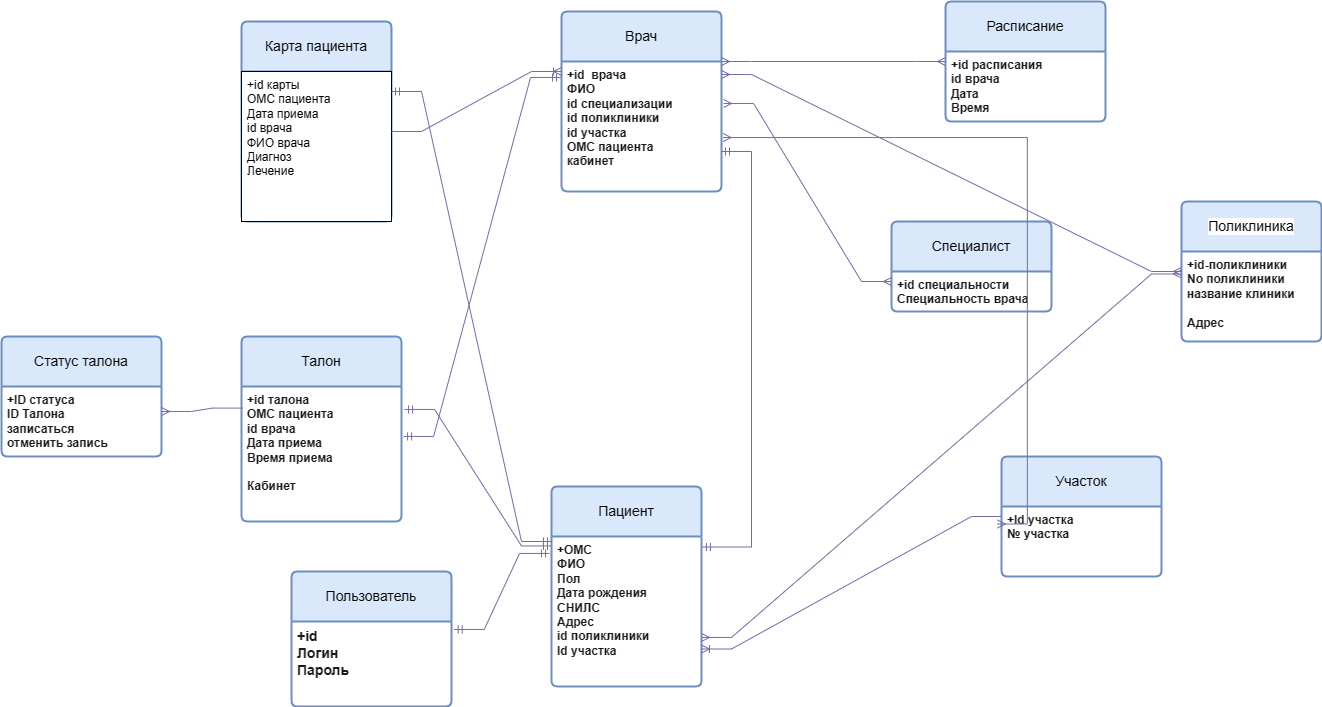 Карта пациента
+id карты
ОМС пациента
Дата приема
id врача
ФИО врача
Диагноз
Лечение
Врач
+id врача
ФИО
id специализации
id поликлиники
id участка
ОМС пациента
кабинет
Расписание
+id расписания
id врача
Дата
Время
Специалист
+id специальности
Специальность врача
Поликлиника
+id-поликлиники
No поликлиники
название клиники
Адрес
Статус талона
+ID статуса
ID Талона
записаться
отменить запись
Талон
+id талона
ОМС пациента
id врача
Дата приема
Время приема
Кабинет
Пациент
+ОМС
ФИО
Пол
Дата рождения
СНИЛС
Адрес
id поликлиники
Id участка
Участок
+Id участка
№ участка
Пользователь
+id
Логин
Пароль